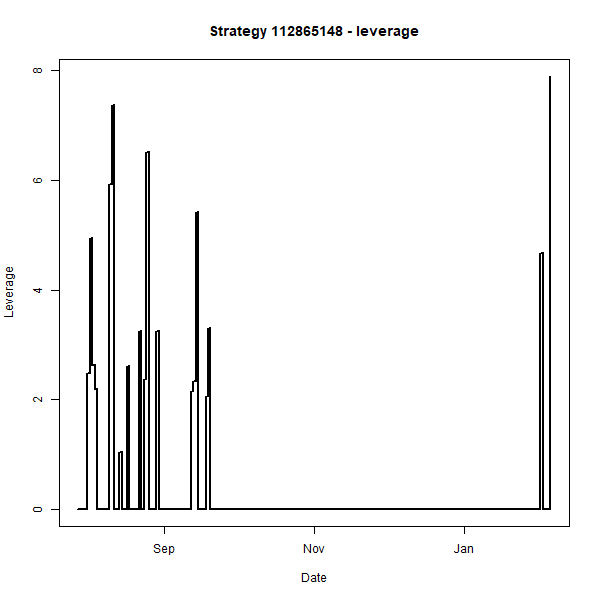 Strategy 112865148 - leverage
8
6
4
2
0
Leverage
Sep
Nov
Jan
Date